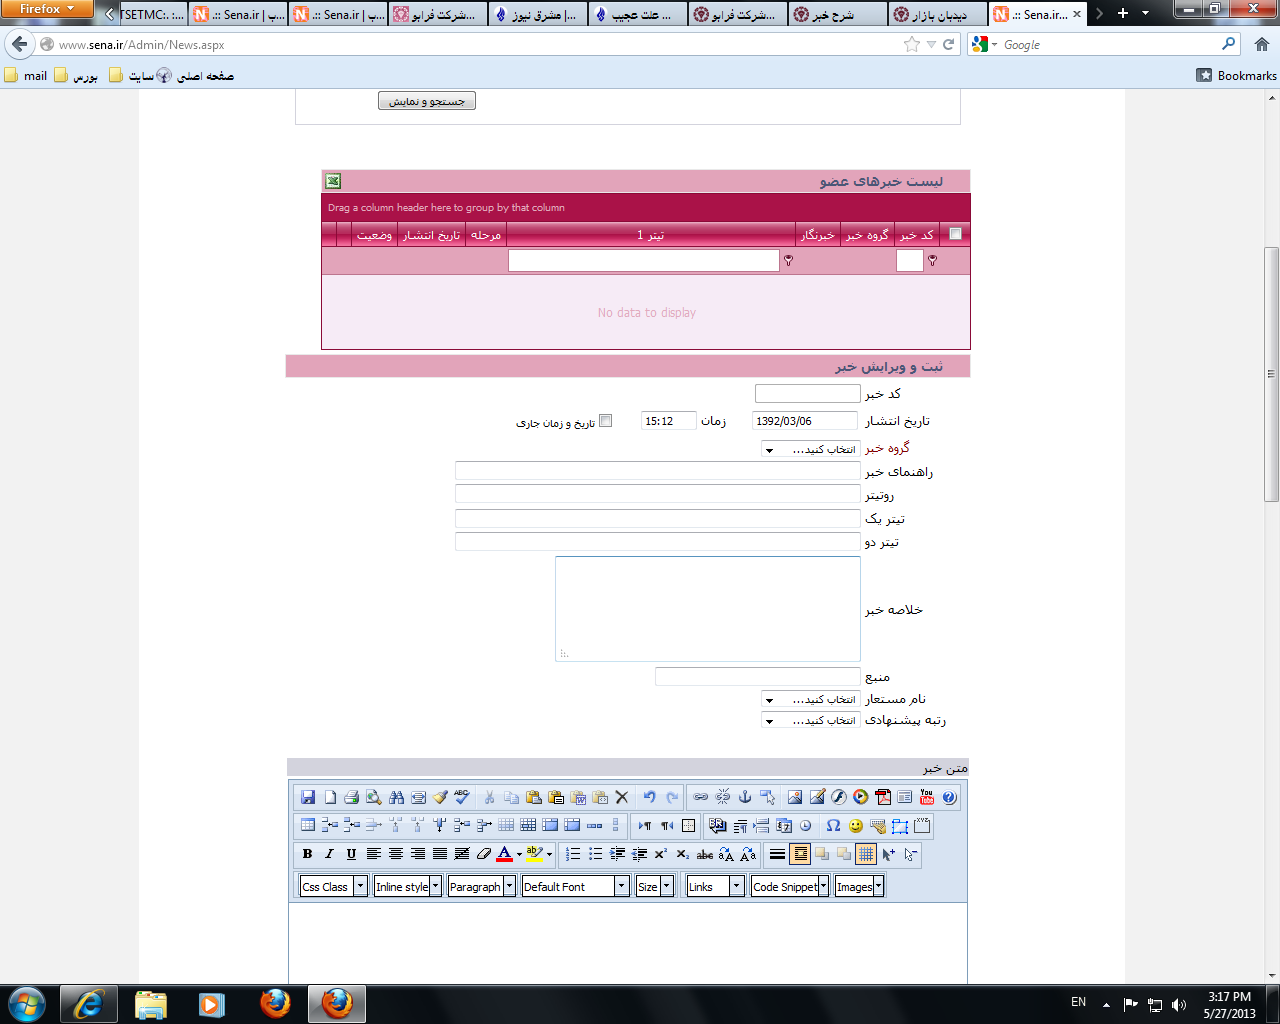 Firefox
TSETMC:. :.
.:: Sena.ir | ب...
.:: Sena.ir | ب...
شرکت فرابو...
مشرق نیوز |...
علت عجیب ...
شرکت فرابو...
شرح خبر
دیدبان بازار
.:: Sena.ir...
www.sena.ir/Admin/News.aspx
Google
mail
بورس
سایت
صفحه اصلی
Bookmarks
جستجو و نمایش
لیست خبرهای عضو
Drag a column header here to group by that column
کد خبر
گروه خبر
خبرنگار
تیتر 1
مرحله
تاریخ انتشار
وضعیت
No data to display
ثبت و ویرایش خبر
کد خبر
تاریخ انتشار 1392/03/06 زمان 15:12 تاریخ و زمان جاری
گروه خبر انتخاب کنید...
راهنمای خبر
روتیتر
تیتر یک
تیتر دو
خلاصه خبر
منبع
نام مستعار انتخاب کنید...
رتبه پیشنهادی انتخاب کنید...
متن خبر
ABC
You Tube
XYZ
B I U A ab abc
Css Class Inline style Paragraph Default Font Size Links Code Snippet Images
EN
3:17 PM
5/27/2013